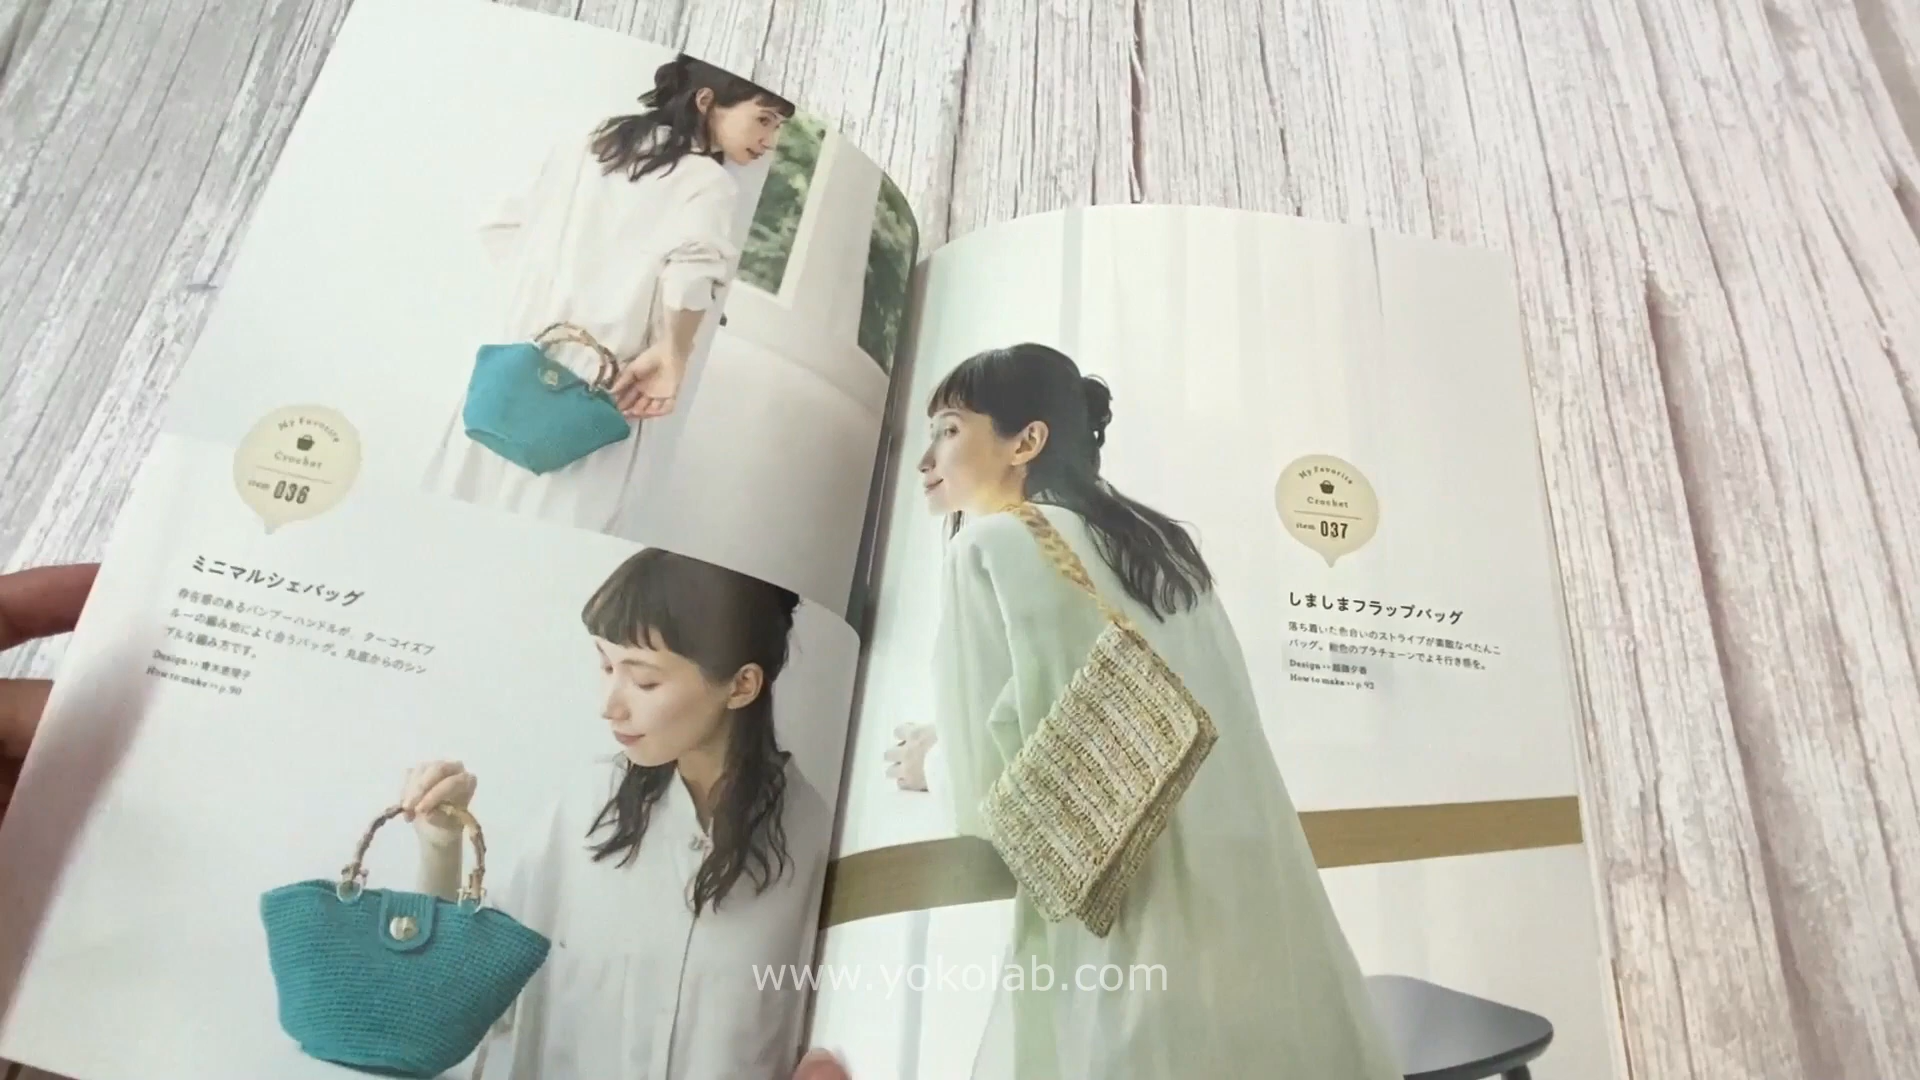 My Favorite
Crochet
item 036
ミニマルシェバッグ
存在感のあるバンブーハンドルが、ターコイズブ
ルーの編み地によく合うバッグ。丸底からのシン
プルな編み方です。
Design
How to make p.90
My Favorite
Crochet
item 037
しましまフラップバッグ
落ち着いた色合いのストライプが素敵なぺたんこ
バッグ。粉色のプラチェーンでよそ行き感を。
Design
How to make p.92
www.yokolab.com